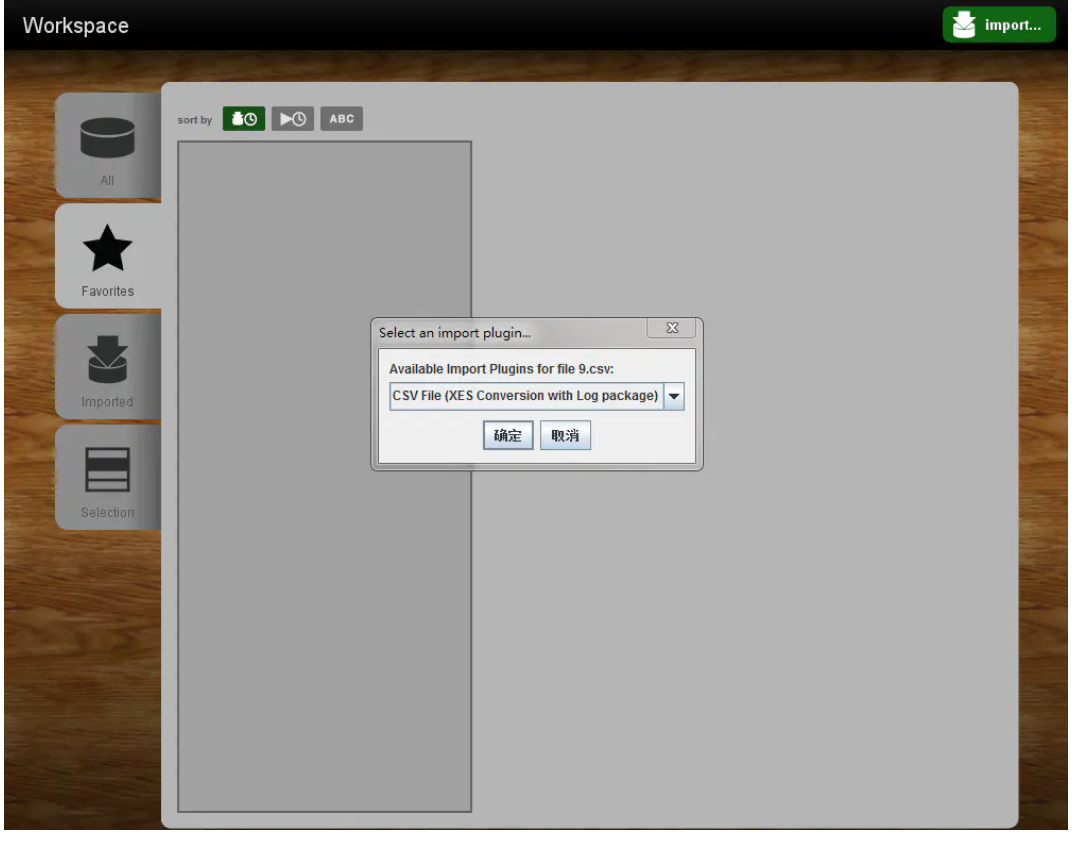 Workspace
import...
sort by
ABC
All
Favorites
Imported
Selection
Select an import plugin...
Available Import Plugins for file 9.csv:
CSV File (XES Conversion with Log package)
确定 取消